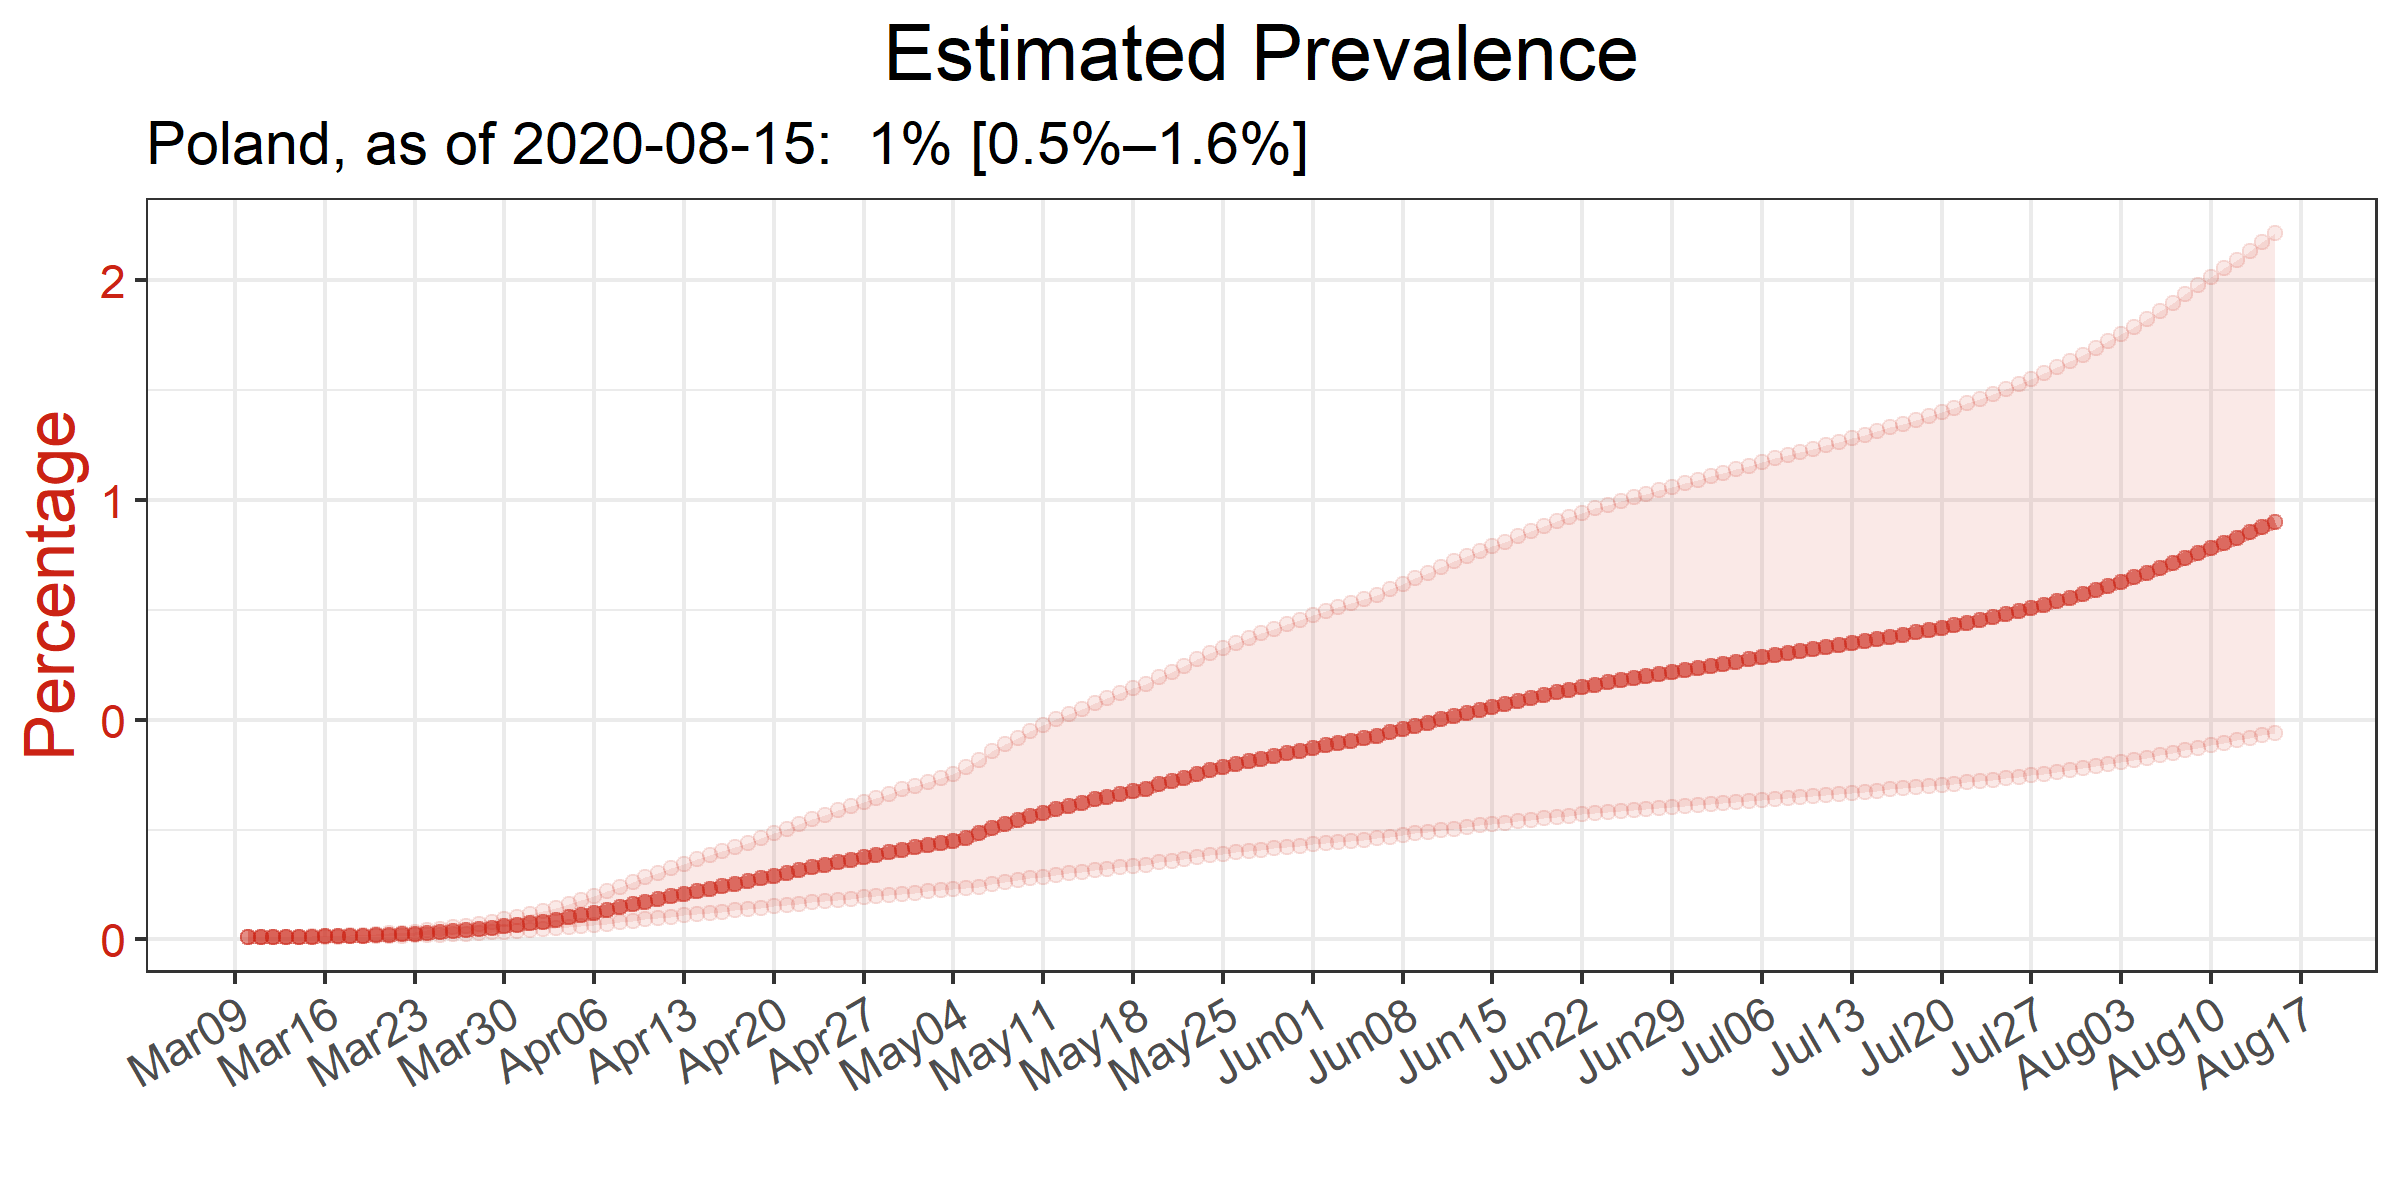 Estimated Prevalence
Poland, as of 2020-08-15:  1% [0.5%–1.6%]
Percentage
2
1
0
0
Mar09
Mar16
Mar23
Mar30
Apr06
Apr13
Apr20
Apr27
May04
May11
May18
May25
Jun01
Jun08
Jun15
Jun22
Jun29
Jul06
Jul13
Jul20
Jul27
Aug03
Aug10
Aug17